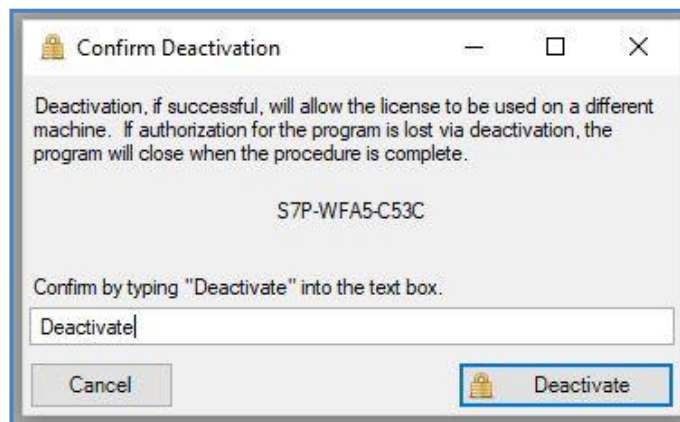 Confirm Deactivation
Deactivation, if successful, will allow the license to be used on a different
machine.  If authorization for the program is lost via deactivation, the
program will close when the procedure is complete.
S7P-WFA5-C53C
Confirm by typing "Deactivate" into the text box.
Deactivate
Cancel
Deactivate